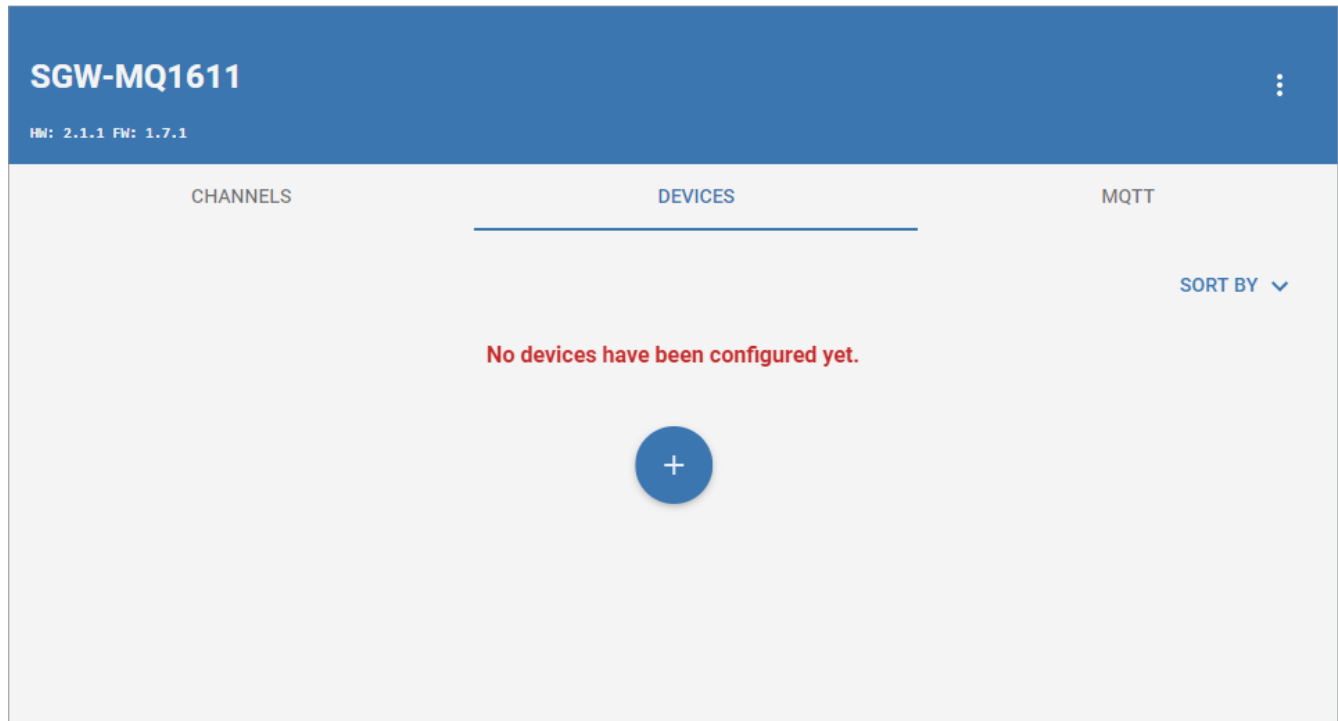 SGW-MQ1611
HW: 2.1.1 FW: 1.7.1
CHANNELS
DEVICES
MQTT
SORT BY
No devices have been configured yet.